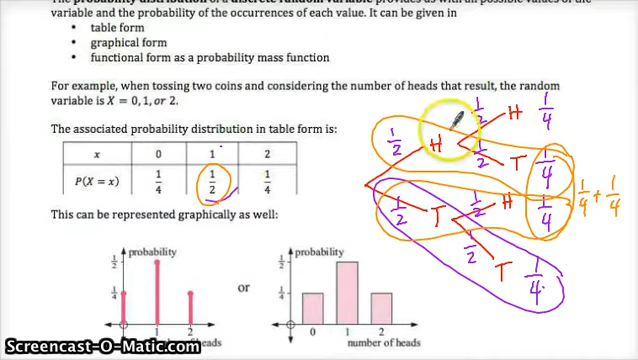 The probability distribution of a discrete random variable provides us with all possible values of the
variable and the probability of the occurrences of each value. It can be given in
• table form
• graphical form
• functional form as a probability mass function
For example, when tossing two coins and considering the number of heads that result, the random
variable is X = 0, 1, or 2.
The associated probability distribution in table form is:
x 0 1 2
P(X = x) 1/4 1/2 1/4
This can be represented graphically as well:
probability
1/2
1/4
1 2
heads
or
probability
1/2
1/4
0 1 2
number of heads
1/2 H 1/2 H 1/4
1/2 T 1/4
1/2 T 1/2 H 1/4
1/2 T 1/4
1/4 + 1/4
Screencast-O-Matic.com